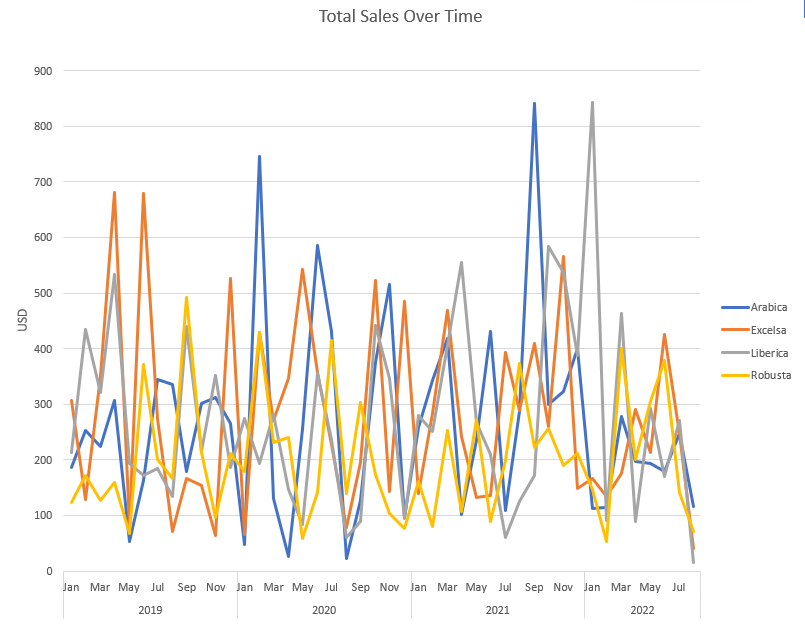 Total Sales Over Time
900
800
700
600
500
400
300
200
100
0
USD
Jan Mar May Jul Sep Nov Jan Mar May Jul Sep Nov Jan Mar May Jul Sep Nov Jan Mar May Jul
2019 2020 2021 2022
Arabica
Excelsa
Liberica
Robusta